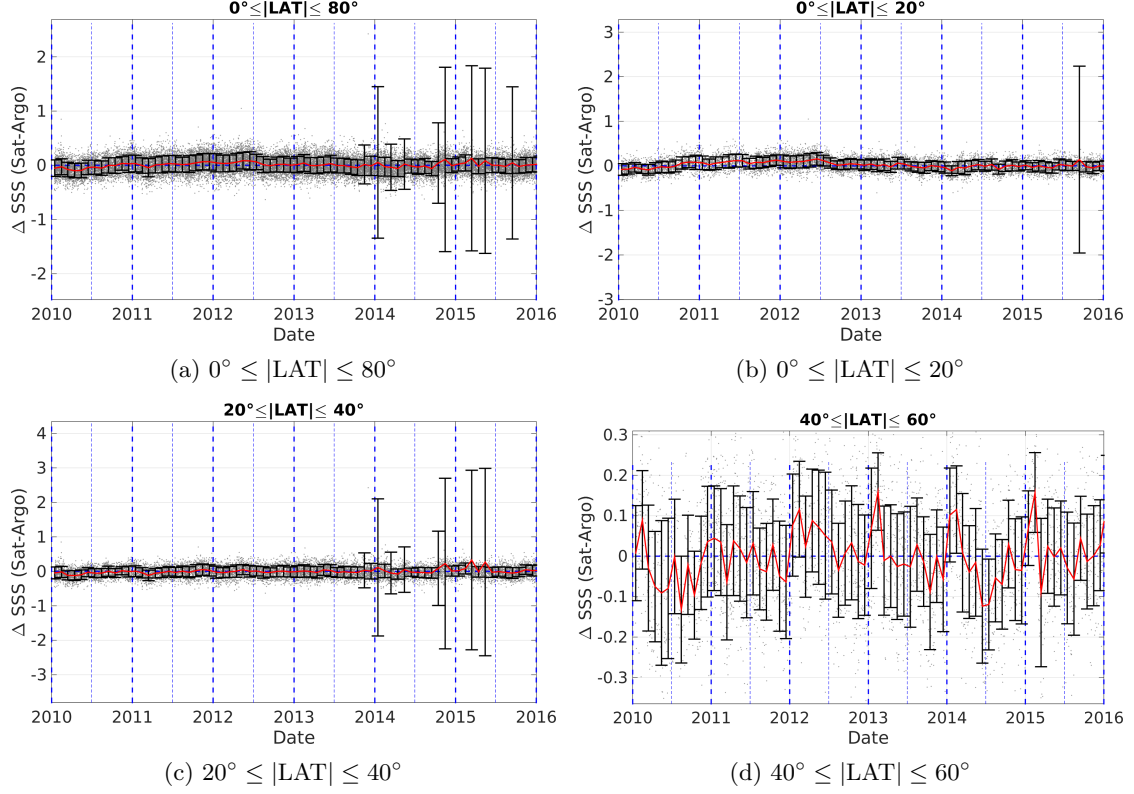 0°≤|LAT|≤ 80°
Δ SSS (Sat-Argo)
2
1
0
-1
-2
2010 2011 2012 2013 2014 2015 2016
Date
(a) 0° ≤ |LAT| ≤ 80°
0°≤|LAT|≤ 20°
Δ SSS (Sat-Argo)
3
2
1
0
-1
-2
-3
2010 2011 2012 2013 2014 2015 2016
Date
(b) 0° ≤ |LAT| ≤ 20°
20°≤|LAT|≤ 40°
Δ SSS (Sat-Argo)
4
3
2
1
0
-1
-2
-3
2010 2011 2012 2013 2014 2015 2016
Date
(c) 20° ≤ |LAT| ≤ 40°
40°≤|LAT|≤ 60°
Δ SSS (Sat-Argo)
0.3
0.2
0.1
0
-0.1
-0.2
-0.3
2010 2011 2012 2013 2014 2015 2016
Date
(d) 40° ≤ |LAT| ≤ 60°